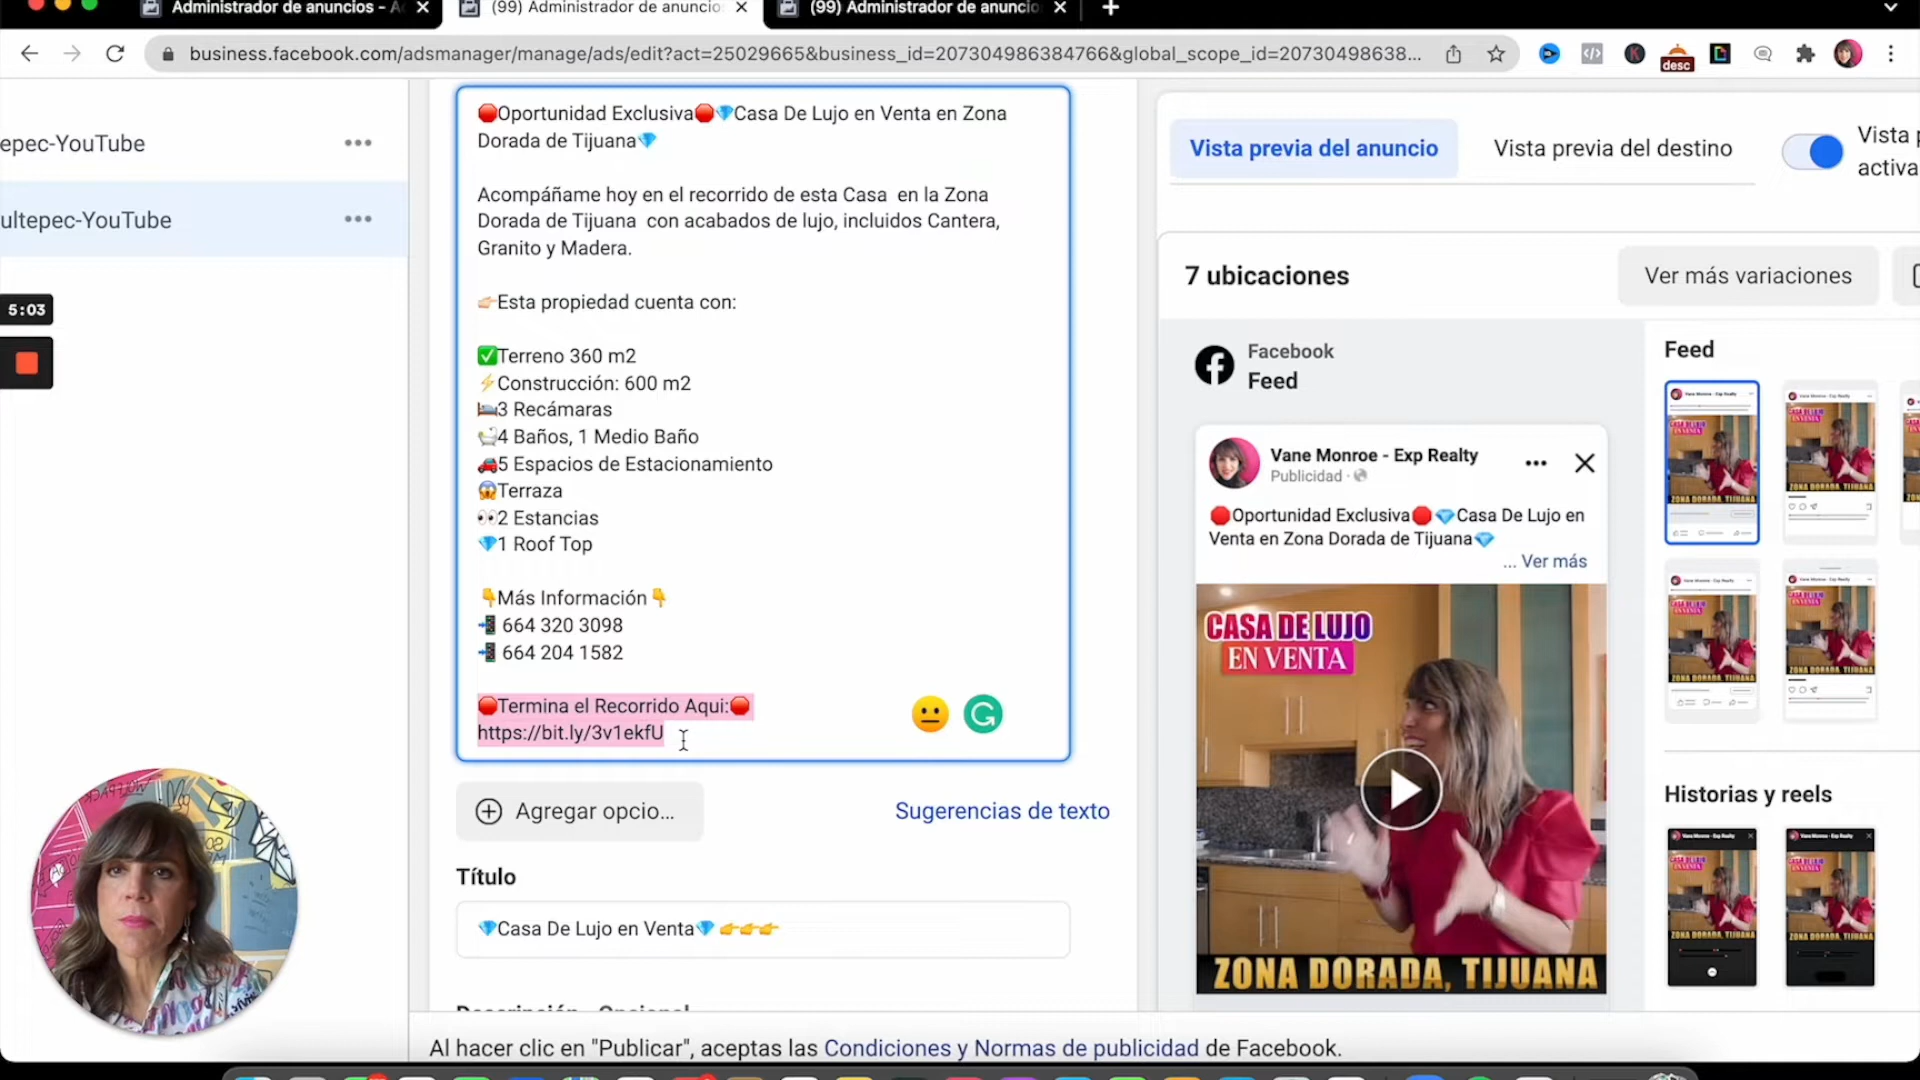 Administrador de anuncios - A
(99) Administrador de anuncio
(99) Administrador de anuncio
business.facebook.com/adsmanager/manage/ads/edit?act=25029665&business_id=207304986384766&global_scope_id=20730498638...
desc
epec-YouTube
ultepec-YouTube
5:03
🛑Oportunidad Exclusiva🛑💎Casa De Lujo en Venta en Zona
Dorada de Tijuana💎
Acompáñame hoy en el recorrido de esta Casa  en la Zona
Dorada de Tijuana  con acabados de lujo, incluidos Cantera,
Granito y Madera.
👉🏻Esta propiedad cuenta con:
✅Terreno 360 m2
⚡Construcción: 600 m2
🛌3 Recámaras
🛀4 Baños, 1 Medio Baño
🚗5 Espacios de Estacionamiento
😱Terraza
👀2 Estancias
💎1 Roof Top
👇Más Información👇
📲 664 320 3098
📲 664 204 1582
🛑Termina el Recorrido Aqui:🛑
https://bit.ly/3v1ekfU
Agregar opcio...
Sugerencias de texto
Título
💎Casa De Lujo en Venta💎 👉👉👉
Descripción - Opcional
Al hacer clic en "Publicar", aceptas las Condiciones y Normas de publicidad de Facebook.
Vista previa del anuncio
Vista previa del destino
Vista p
activa
7 ubicaciones
Ver más variaciones
Facebook
Feed
Vane Monroe - Exp Realty
Publicidad ·
🛑Oportunidad Exclusiva🛑💎Casa De Lujo en
Venta en Zona Dorada de Tijuana💎
... Ver más
CASA DE LUJO
EN VENTA
ZONA DORADA, TIJUANA
Feed
Historias y reels